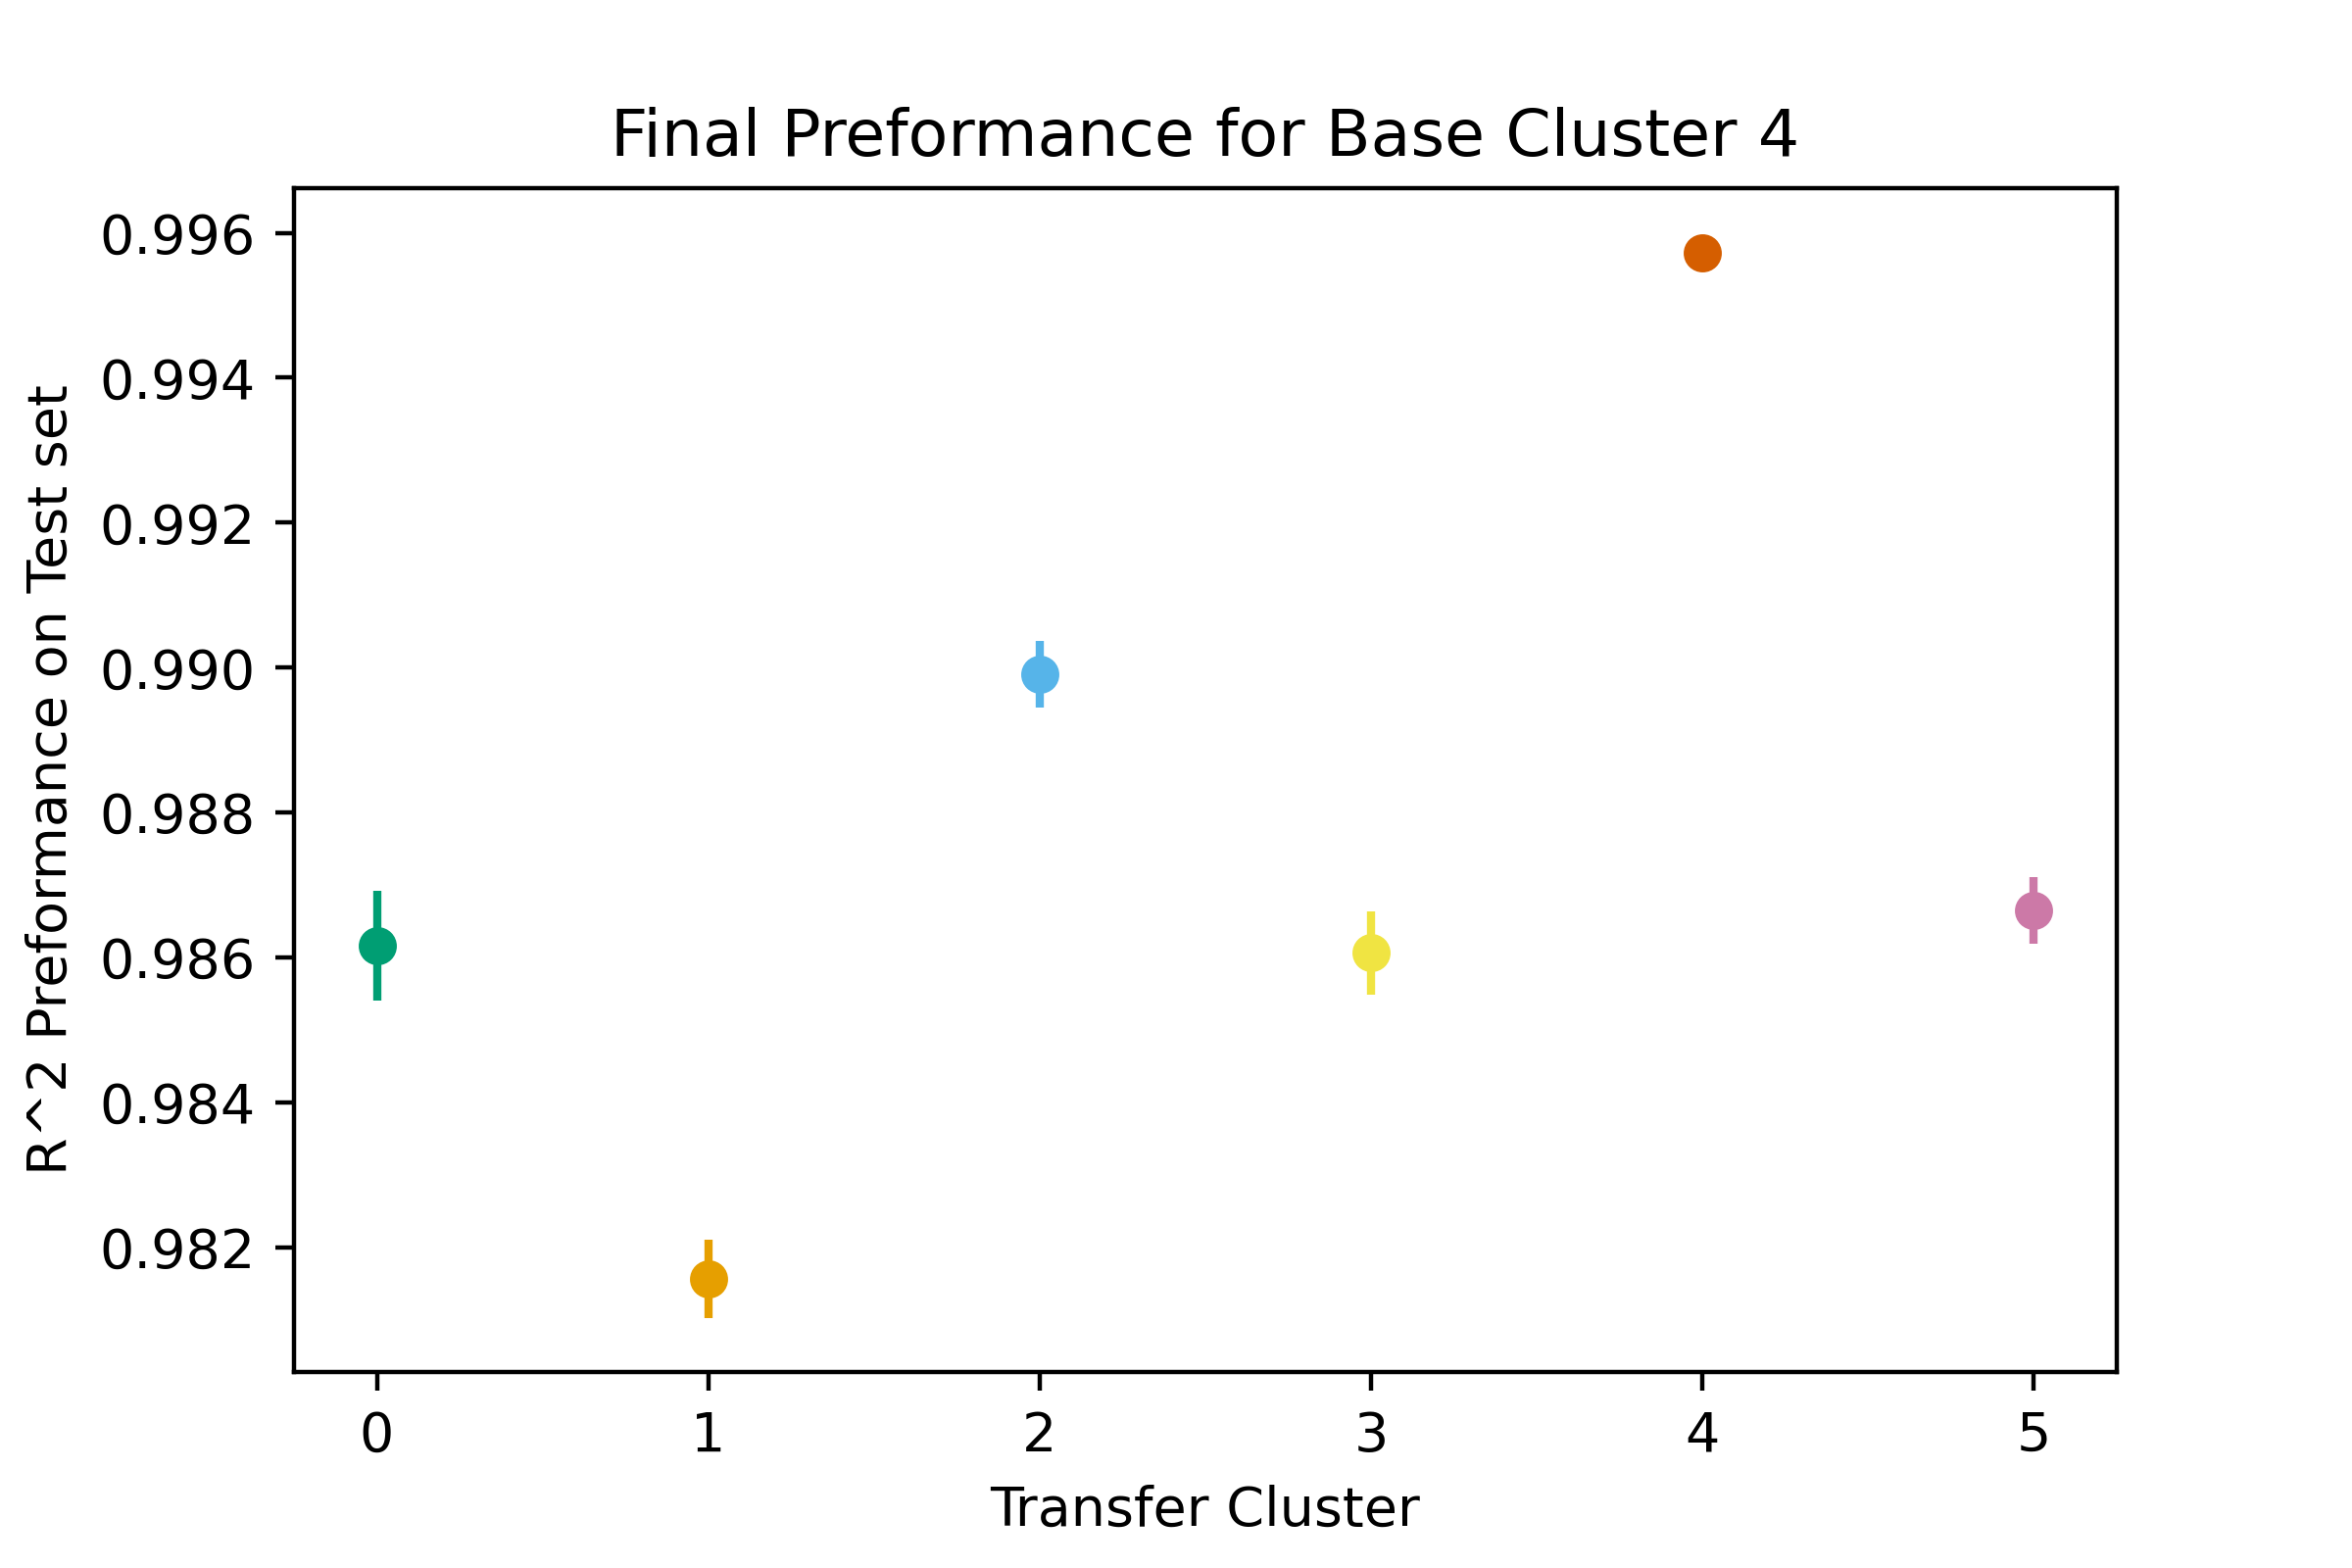 Final Preformance for Base Cluster 4
R^2 Preformance on Test set
0.996
0.994
0.992
0.990
0.988
0.986
0.984
0.982
0 1 2 3 4 5
Transfer Cluster